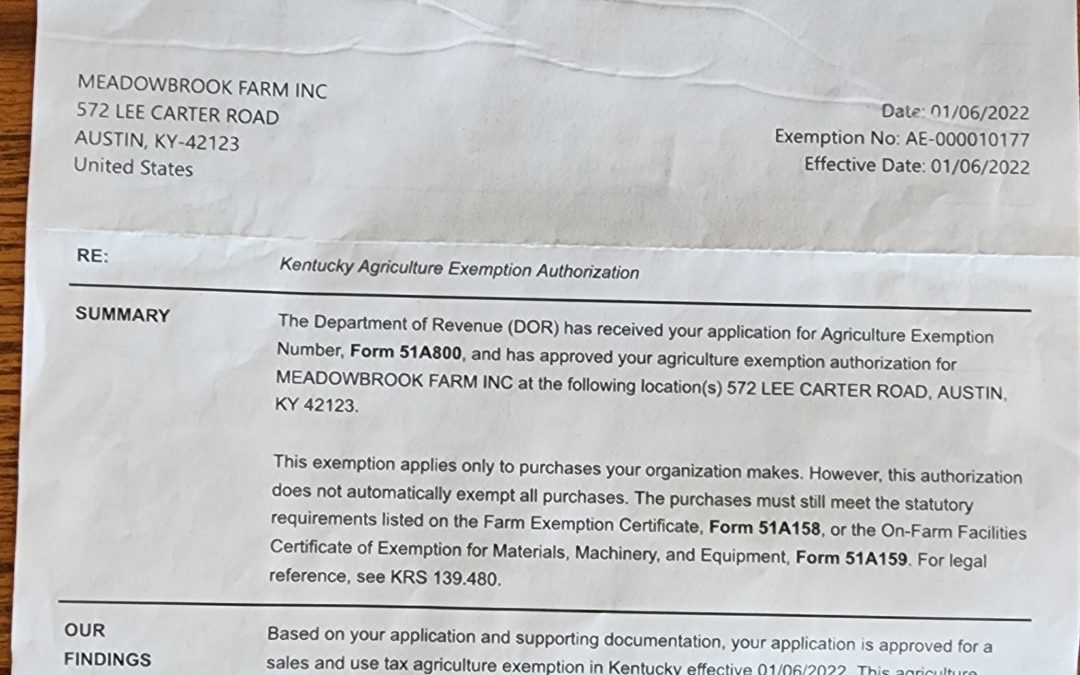 MEADOWBROOK FARM INC
572 LEE CARTER ROAD
AUSTIN, KY-42123
United States
Date: 01/06/2022
Exemption No: AE-000010177
Effective Date: 01/06/2022
RE:
Kentucky Agriculture Exemption Authorization
SUMMARY
The Department of Revenue (DOR) has received your application for Agriculture Exemption
Number, Form 51A800, and has approved your agriculture exemption authorization for
MEADOWBROOK FARM INC at the following location(s) 572 LEE CARTER ROAD, AUSTIN,
KY 42123.
This exemption applies only to purchases your organization makes. However, this authorization
does not automatically exempt all purchases. The purchases must still meet the statutory
requirements listed on the Farm Exemption Certificate, Form 51A158, or the On-Farm Facilities
Certificate of Exemption for Materials, Machinery, and Equipment, Form 51A159. For legal
reference, see KRS 139.480.
OUR
FINDINGS
Based on your application and supporting documentation, your application is approved for a
sales and use tax agriculture exemption in Kentucky effective 01/06/2022. This agriculture